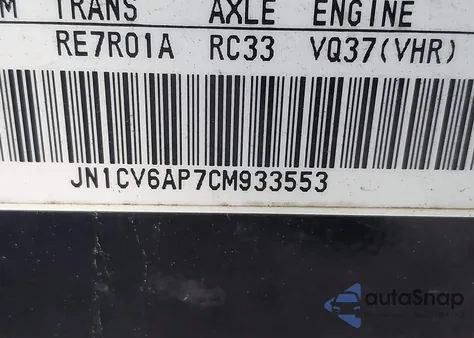 M TRANS AXLE ENGINE
RE7R01A RC33 VQ37(VHR)
JN1CV6AP7CM933553
autoSnap